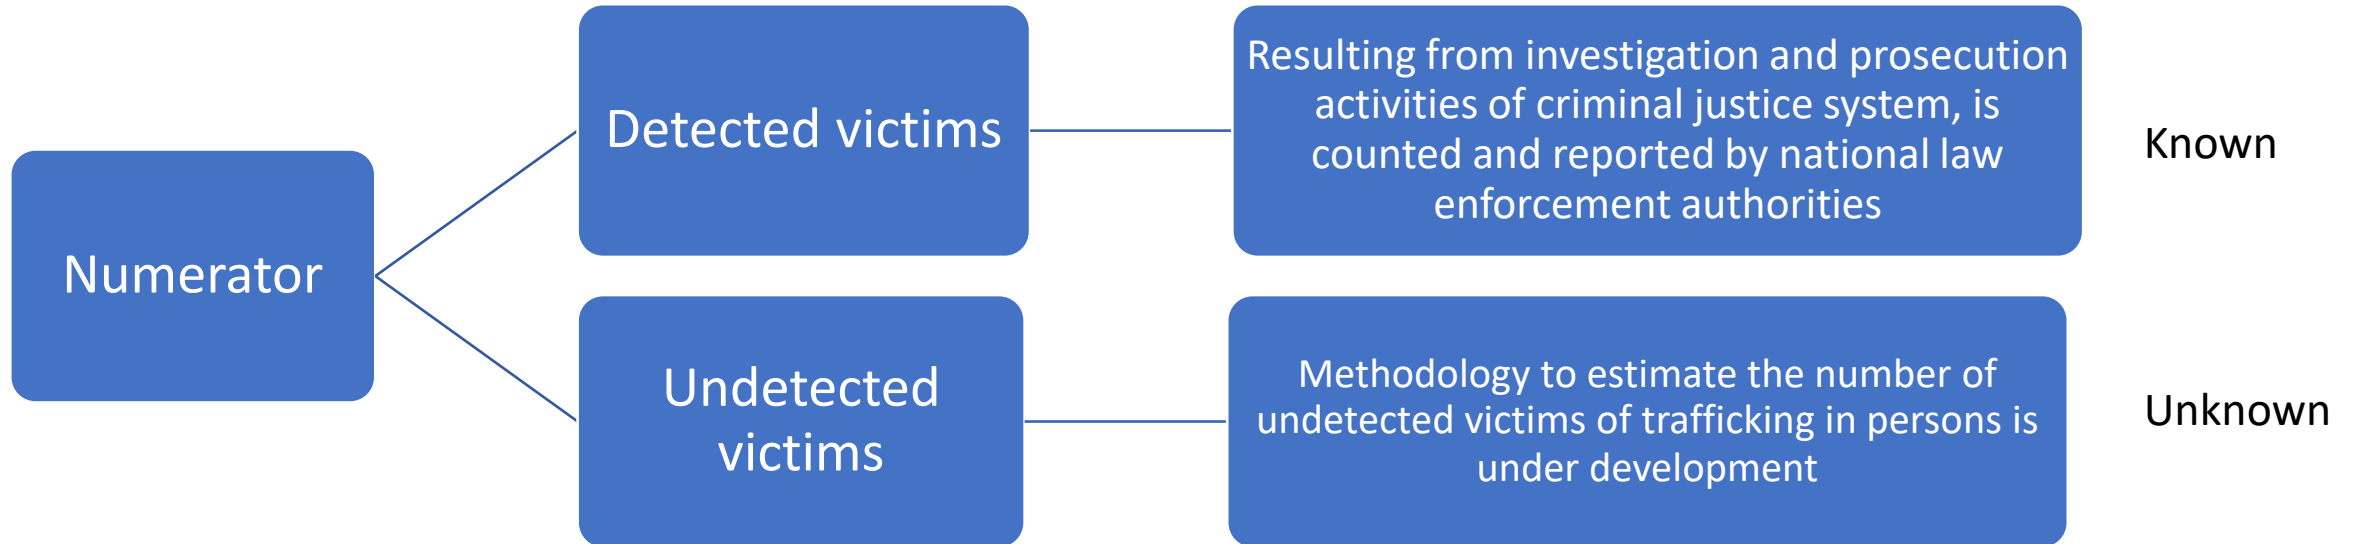 Numerator
Detected victims
Resulting from investigation and prosecution
activities of criminal justice system, is
counted and reported by national law
enforcement authorities
Known
Undetected
victims
Methodology to estimate the number of
undetected victims of trafficking in persons is
under development
Unknown